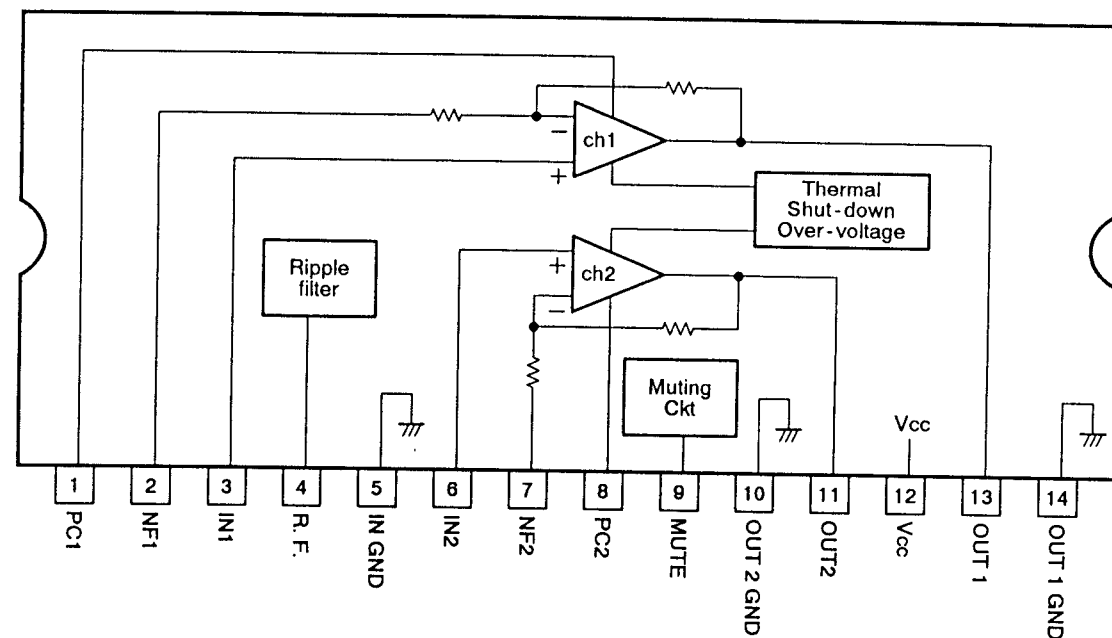 ch1
−
+
Thermal
Shut-down
Over-voltage
Ripple
filter
+
ch2
−
Muting
Ckt
Vcc
1
2
3
4
5
6
7
8
9
10
11
12
13
14
PC1
NF1
IN1
R. F.
IN GND
IN2
NF2
PC2
MUTE
OUT 2 GND
OUT2
Vcc
OUT 1
OUT 1 GND